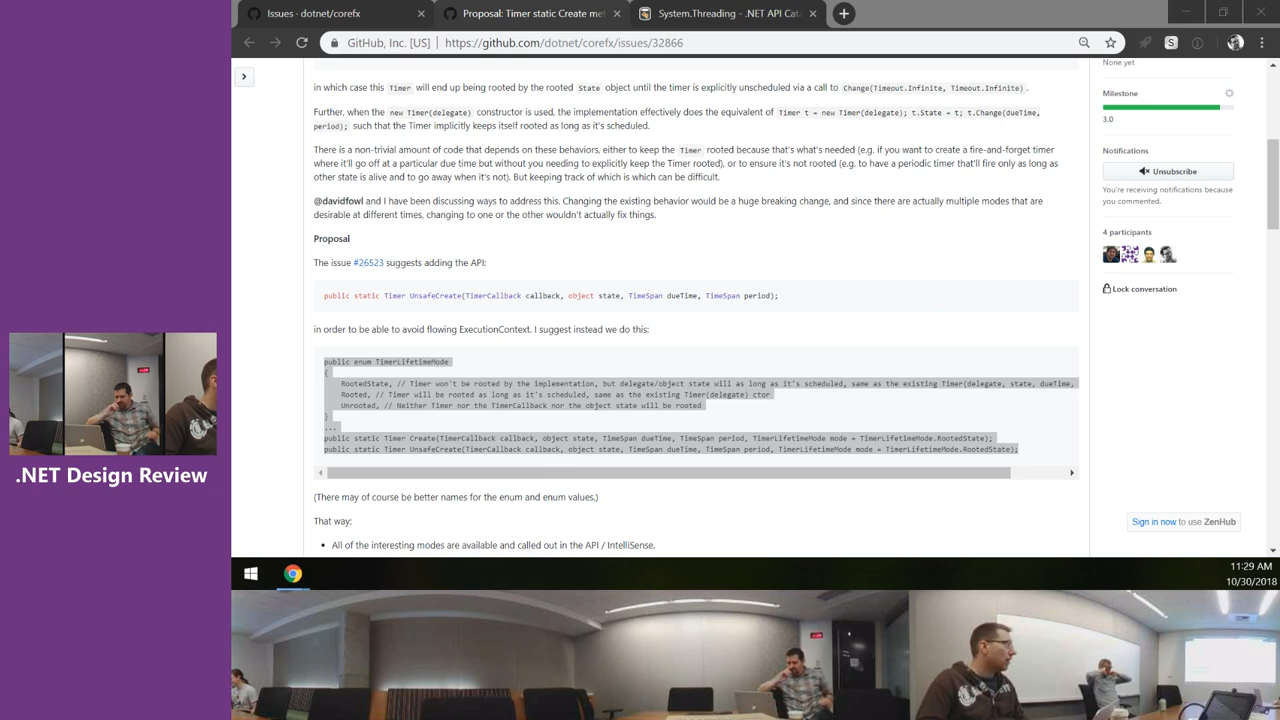 Issues · dotnet/corefx
Proposal: Timer static Create met
System.Threading - .NET API Cata
GitHub, Inc. [US] | https://github.com/dotnet/corefx/issues/32866
in which case this Timer will end up being rooted by the rooted State object until the timer is explicitly unscheduled via a call to Change(Timeout.Infinite, Timeout.Infinite).
Further, when the new Timer(delegate) constructor is used, the implementation effectively does the equivalent of Timer t = new Timer(delegate); t.State = t; t.Change(dueTime,
period); such that the Timer implicitly keeps itself rooted as long as it's scheduled.
There is a non-trivial amount of code that depends on these behaviors, either to keep the Timer rooted because that's what's needed (e.g. if you want to create a fire-and-forget timer
where it'll go off at a particular due time but without you needing to explicitly keep the Timer rooted), or to ensure it's not rooted (e.g. to have a periodic timer that'll fire only as long as
other state is alive and to go away when it's not). But keeping track of which is which can be difficult.
@davidfowl and I have been discussing ways to address this. Changing the existing behavior would be a huge breaking change, and since there are actually multiple modes that are
desirable at different times, changing to one or the other wouldn't actually fix things.
Proposal
The issue #26523 suggests adding the API:
public static Timer UnsafeCreate(TimerCallback callback, object state, TimeSpan dueTime, TimeSpan period);
in order to be able to avoid flowing ExecutionContext. I suggest instead we do this:
public enum TimerLifetimeMode
{
RootedState, // Timer won't be rooted by the implementation, but delegate/object state will as long as it's scheduled, same as the existing Timer(delegate, state, dueTime,
Rooted, // Timer will be rooted as long as it's scheduled, same as the existing Timer(delegate) ctor
Unrooted, // Neither Timer nor the TimerCallback nor the object state will be rooted
}
...
public static Timer Create(TimerCallback callback, object state, TimeSpan dueTime, TimeSpan period, TimerLifetimeMode mode = TimerLifetimeMode.RootedState);
public static Timer UnsafeCreate(TimerCallback callback, object state, TimeSpan dueTime, TimeSpan period, TimerLifetimeMode mode = TimerLifetimeMode.RootedState);
(There may of course be better names for the enum and enum values.)
That way:
• All of the interesting modes are available and called out in the API / IntelliSense.
None yet
Milestone
3.0
Notifications
Unsubscribe
You're receiving notifications because
you commented.
4 participants
Lock conversation
Sign in now to use ZenHub
.NET Design Review
11:29 AM
10/30/2018